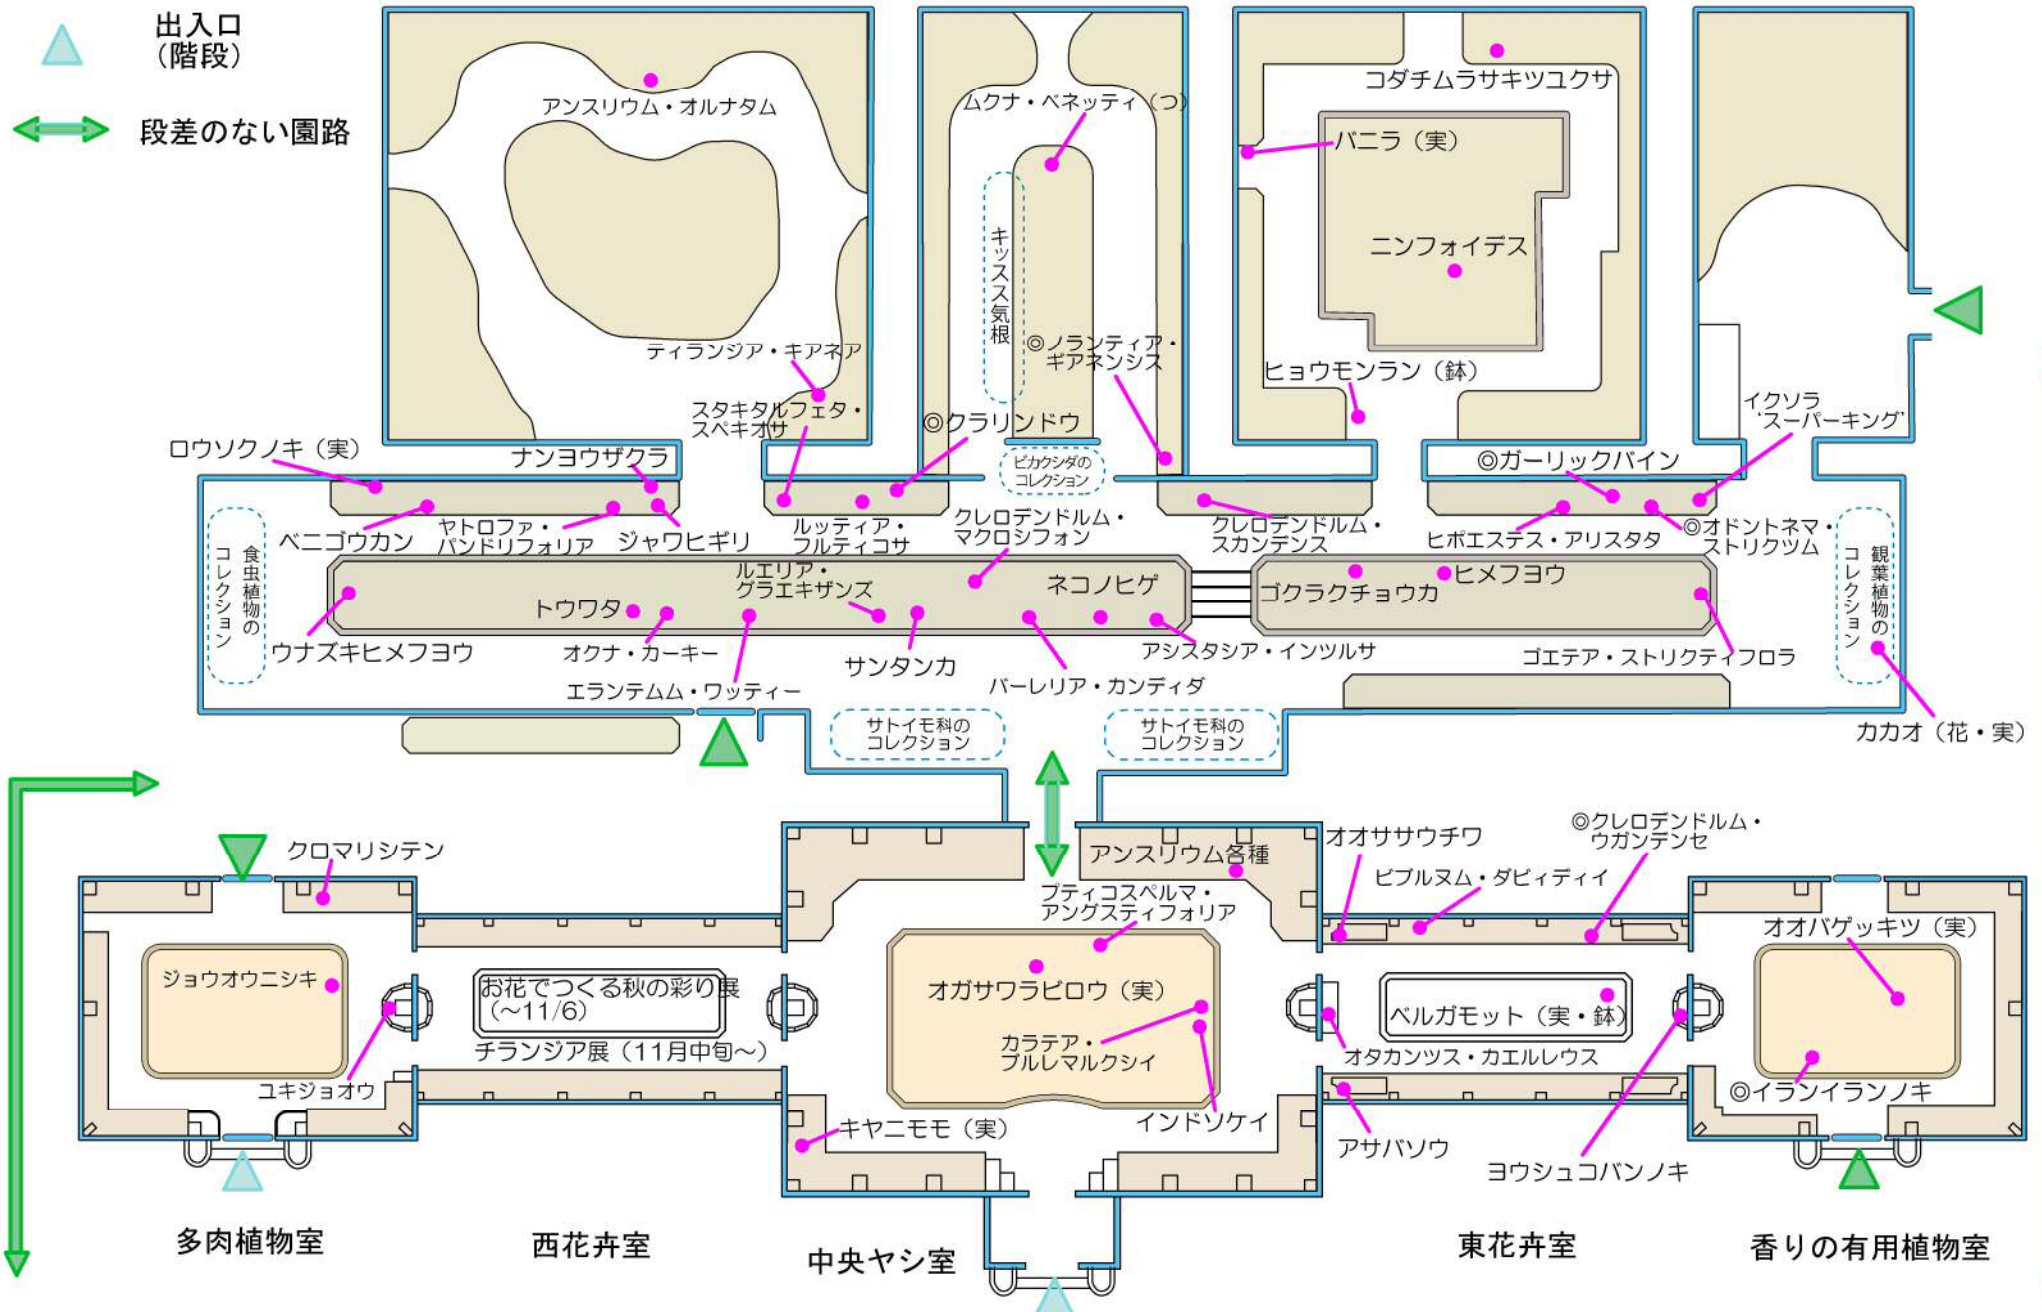 出入口
（階段）
段差のない園路
アンスリウム・オルナタム
ムクナ・ベネッティ（つ）
コダチムラサキツユクサ
バニラ（実）
ニンフォイデス
キッスス気根
ティランジア・キアネア
◎ノランティア・
ギアネンシス
ヒョウモンラン（鉢）
イクソラ
‘スーパーキング’
スタキタルフェタ・
スペキオサ
◎クラリンドウ
ロウソクノキ（実）
ナンヨウザクラ
ビカクシダの
コレクション
◎ガーリックバイン
ベニゴウカン
ヤトロファ・
パンドリフォリア
ジャワヒギリ
ルッティア・
フルティコサ
クレロデンドルム・
マクロシフォン
クレロデンドルム・
スカンデンス
ヒポエステス・アリスタタ
◎オドントネマ・
ストリクツム
食虫植物の
コレクション
観葉植物の
コレクション
ルエリア・
グラエキザンズ
ネコノヒゲ
ゴクラクチョウカ
ヒメフヨウ
トウワタ
ウナズキヒメフヨウ
オクナ・カーキー
サンタンカ
アシスタシア・インツルサ
ゴエテア・ストリクティフロラ
エランテムム・ワッティー
バーレリア・カンディダ
サトイモ科の
コレクション
サトイモ科の
コレクション
カカオ（花・実）
クロマリシテン
アンスリウム各種
オオササウチワ
◎クレロデンドルム・
ウガンデンセ
ビブルヌム・ダビィディイ
プティコスペルマ・
アングスティフォリア
オオバゲッキツ（実）
ジョウオウニシキ
お花でつくる秋の彩り展
（～11/6）
オガサワラビロウ（実）
ベルガモット（実・鉢）
チランジア展（11月中旬～）
カラテア・
ブルレマルクシイ
オタカンツス・カエルレウス
ユキジョオウ
◎イランイランノキ
キヤニモモ（実）
インドソケイ
アサバソウ
ヨウシュコバンノキ
多肉植物室
西花卉室
中央ヤシ室
東花卉室
香りの有用植物室